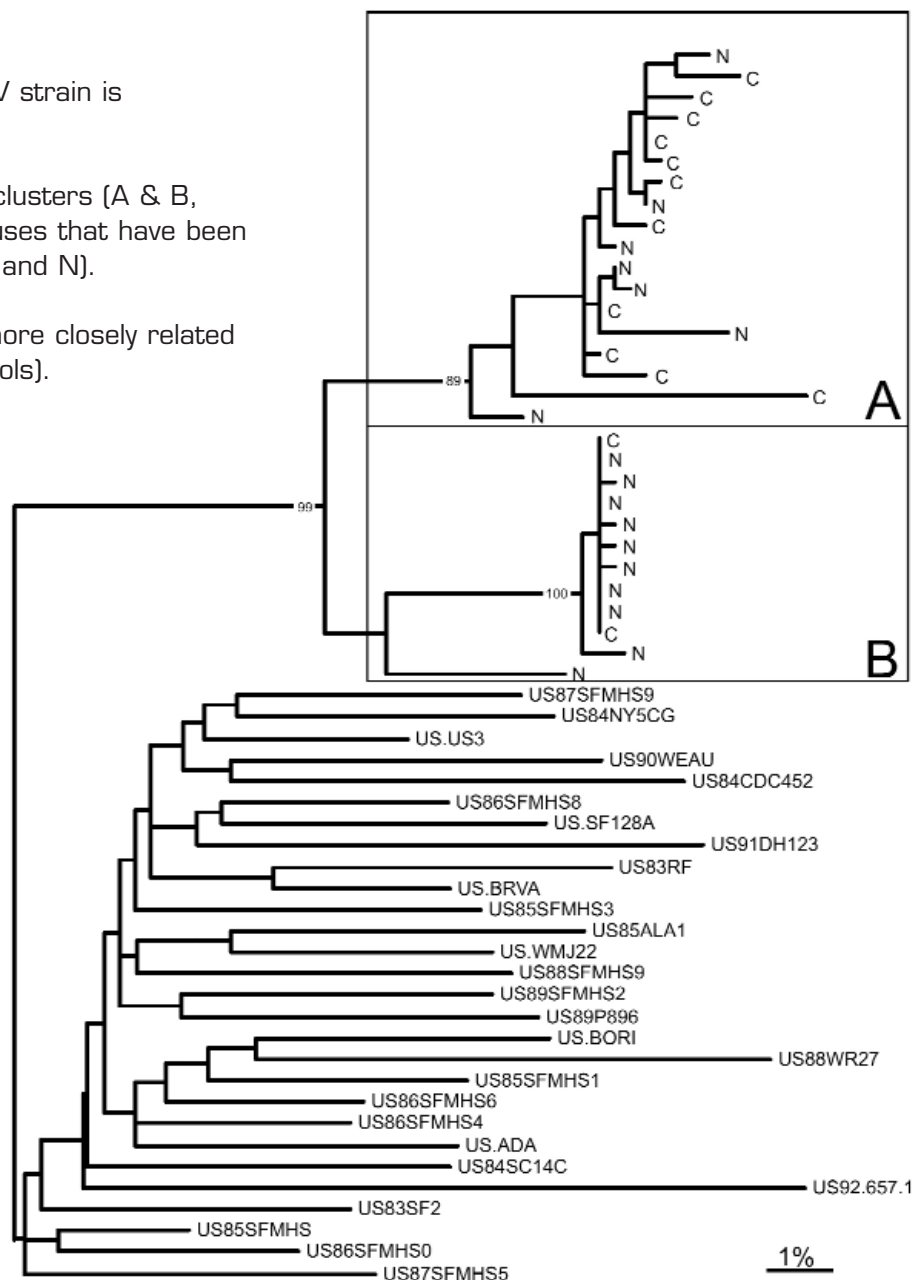 V strain is
clusters (A & B,
uses that have been
and N).
more closely related
ols).
N
C
C
C
C
C
C
N
C
N
N
N
C
N
C
C
C
89
A
N
C
N
N
N
N
N
N
100
N
N
C
N
B
N
99
US87SFMHS9
US84NY5CG
US.US3
US90WEAU
US84CDC452
US86SFMHS8
US.SF128A
US91DH123
US83RF
US.BRVA
US85SFMHS3
US85ALA1
US.WMJ22
US88SFMHS9
US89SFMHS2
US89P896
US.BORI
US88WR27
US85SFMHS1
US86SFMHS6
US86SFMHS4
US.ADA
US84SC14C
US92.657.1
US83SF2
US85SFMHS
US86SFMHS0
US87SFMHS5
1%